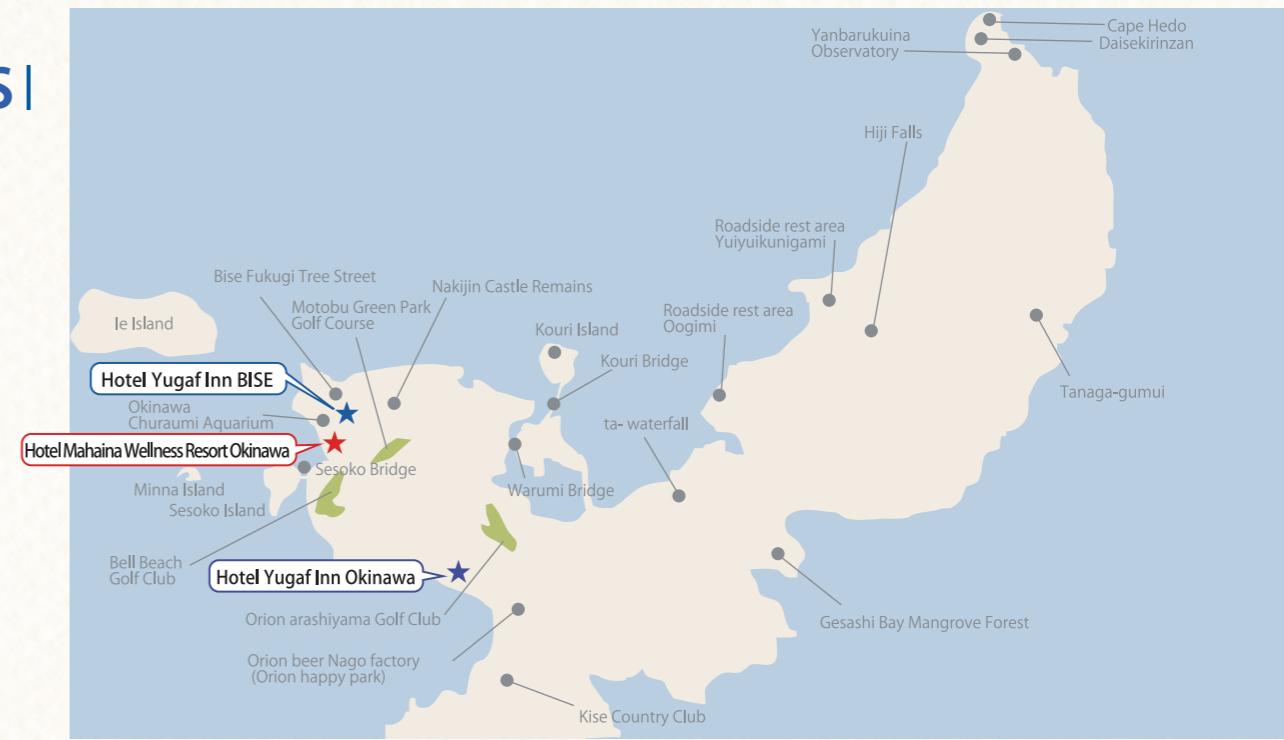 S
Cape Hedo
Yanbarukuina
Observatory
Daisekirinzan
Hiji Falls
Roadside rest area
Yuiyuikunigami
Bise Fukugi Tree Street
Nakijin Castle Remains
Motobu Green Park
Golf Course
Ie Island
Kouri Island
Roadside rest area
Oogimi
Kouri Bridge
Hotel Yugaf Inn BISE
Tanaga-gumui
Okinawa
Churaumi Aquarium
ta- waterfall
Hotel Mahaina Wellness Resort Okinawa
Sesoko Bridge
Minna Island
Warumi Bridge
Sesoko Island
Bell Beach
Golf Club
Hotel Yugaf Inn Okinawa
Orion arashiyama Golf Club
Gesashi Bay Mangrove Forest
Orion beer Nago factory
(Orion happy park)
Kise Country Club